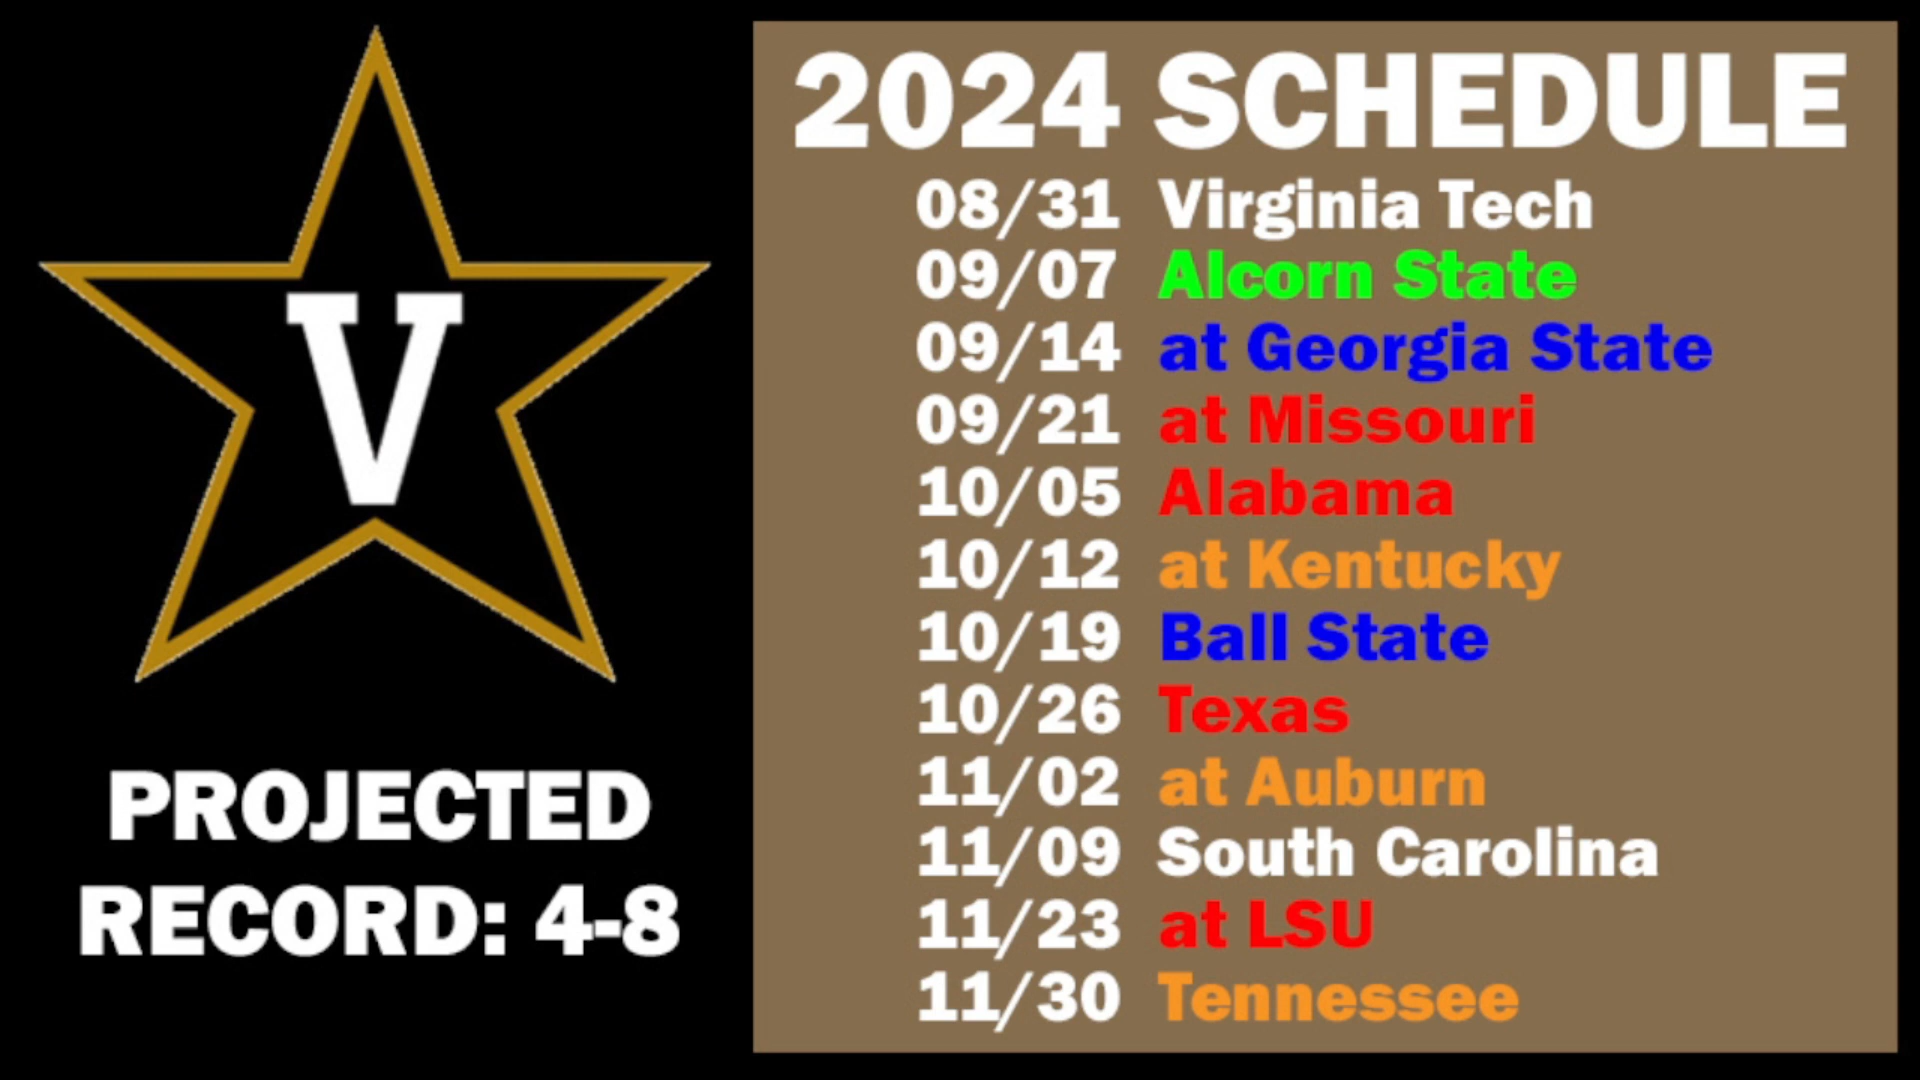 V
PROJECTED
RECORD: 4-8
2024 SCHEDULE
08/31 Virginia Tech
09/07 Alcorn State
09/14 at Georgia State
09/21 at Missouri
10/05 Alabama
10/12 at Kentucky
10/19 Ball State
10/26 Texas
11/02 at Auburn
11/09 South Carolina
11/23 at LSU
11/30 Tennessee